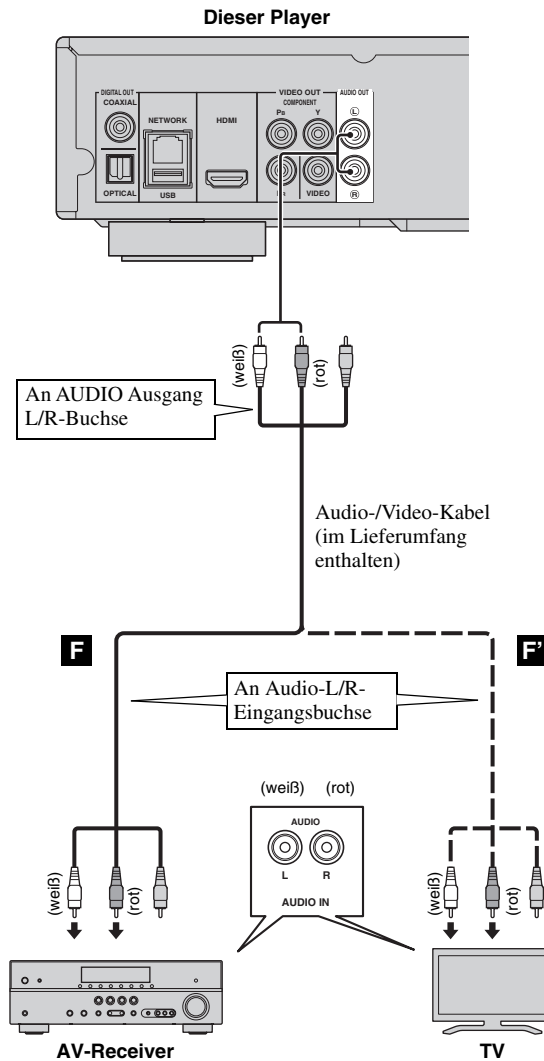 Dieser Player
DIGITAL OUT
COAXIAL
OPTICAL
NETWORK
USB
HDMI
VIDEO OUT
COMPONENT
PB
Y
VIDEO
AUDIO OUT
L
R
(weiß)
(rot)
An AUDIO Ausgang
L/R-Buchse
Audio-/Video-Kabel
(im Lieferumfang
enthalten)
F
F’
An Audio-L/R-
Eingangsbuchse
(weiß) (rot)
AUDIO
L R
AUDIO IN
(weiß)
(rot)
(weiß)
(rot)
AV-Receiver
TV